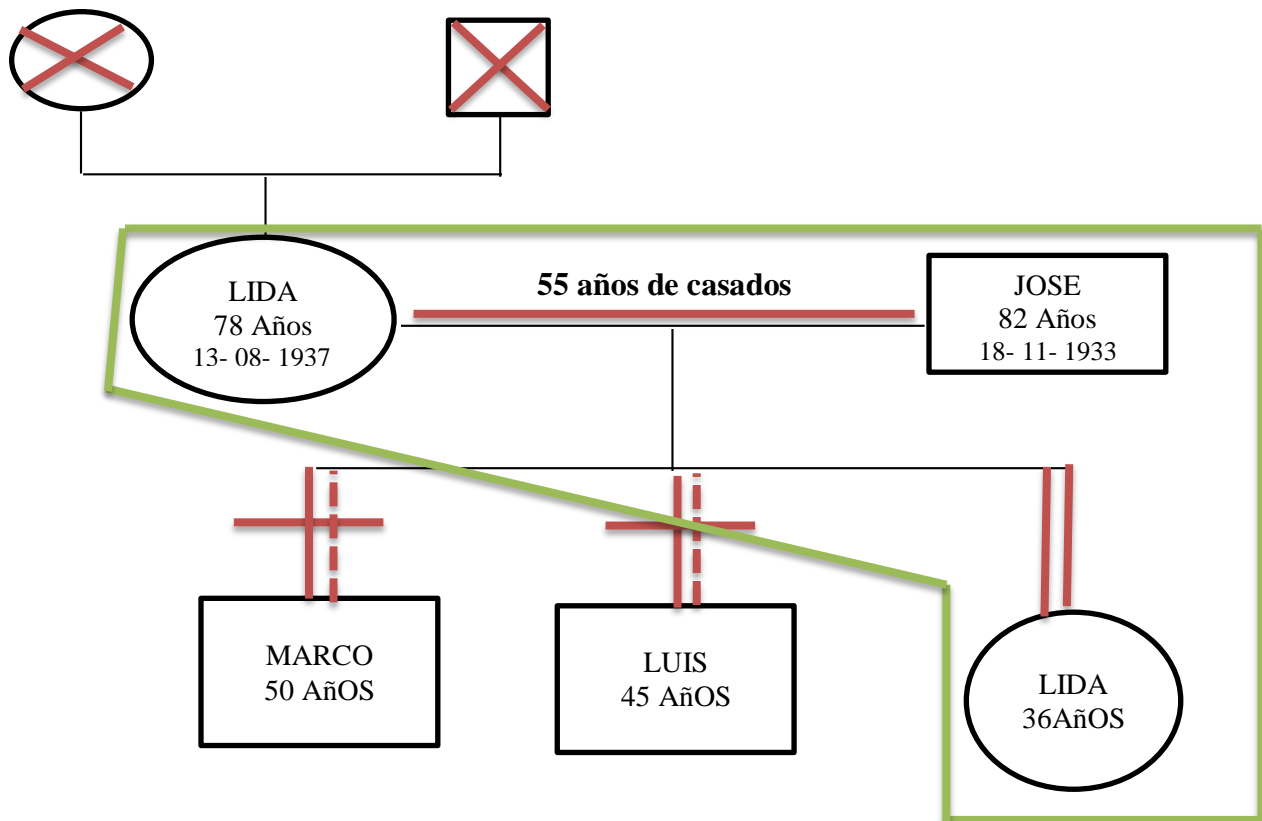 55 años de casados
LIDA
78 Años
13- 08- 1937
JOSE
82 Años
18- 11- 1933
MARCO
50 AñOS
LUIS
45 AñOS
LIDA
36AñOS